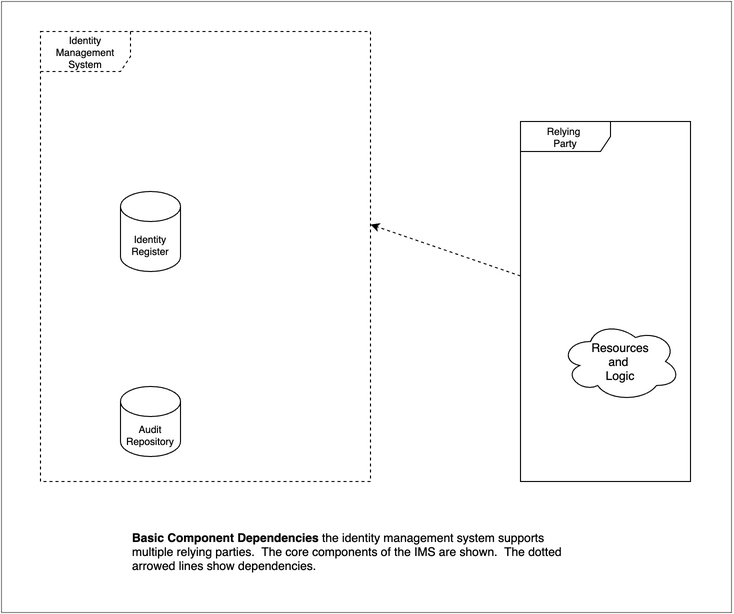 Identity
Management
System
Relying
Party
Identity
Register
Resources
and
Logic
Audit
Repository
Basic Component Dependencies the identity management system supports
multiple relying parties.  The core components of the IMS are shown.  The dotted
arrowed lines show dependencies.